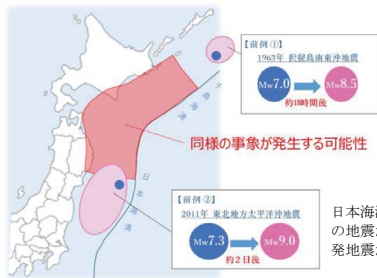 【前例①】
1963年 択捉島南東沖地震
Mw7.0
Mw8.5
約18時間後
千島海溝
同様の事象が発生する可能性
日本海溝
【前例②】
2011年 東北地方太平洋沖地震
Mw7.3
Mw9.0
約2日後
日本海溝
の地震
発地震